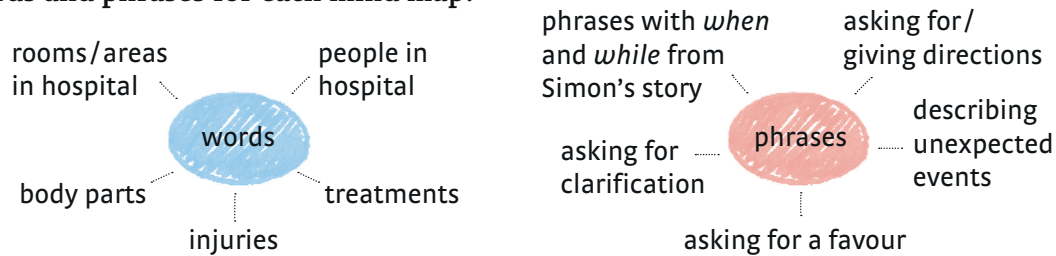 and phrases for each mind map.
rooms/areas
in hospital
people in
hospital
words
body parts
treatments
injuries
phrases with when
and while from
Simon's story
asking for/
giving directions
phrases
describing
unexpected
events
asking for
clarification
asking for a favour